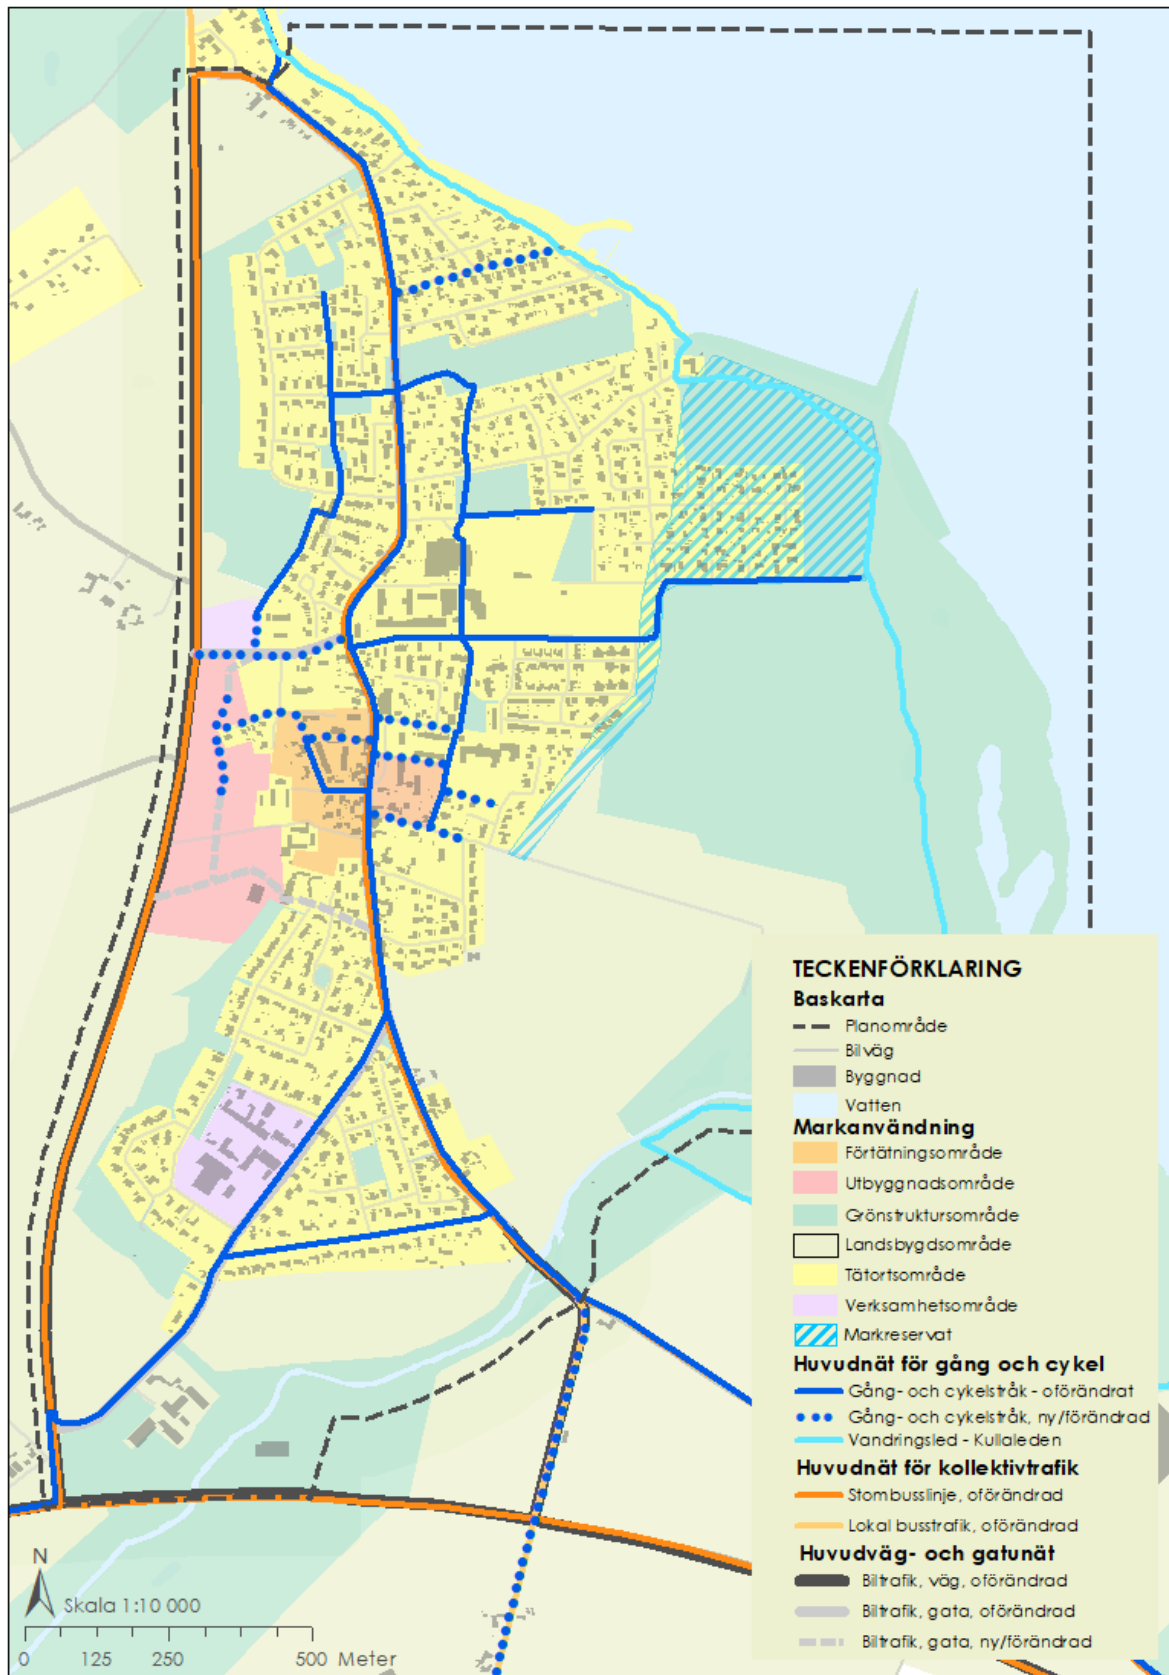 TECKENFÖRKLARING
Baskarta
Planområde
Bilväg
Byggnad
Vatten
Markanvändning
Förtätningsområde
Utbyggnadsområde
Grönstruktursområde
Landsbygdsområde
Tätortsområde
Verksamhetsområde
Markreservat
Huvudnät för gång och cykel
Gång- och cykelstråk - oförändrat
Gång- och cykelstråk, ny/förändrad
Vandringsled - Kullaleden
Huvudnät för kollektivtrafik
Stombusslinje, oförändrad
Lokal busstrafik, oförändrad
Huvudväg- och gatunät
Biltrafik, väg, oförändrad
Biltrafik, gata, oförändrad
Biltrafik, gata, ny/förändrad
N
Skala 1:10 000
0 125 250 500 Meter